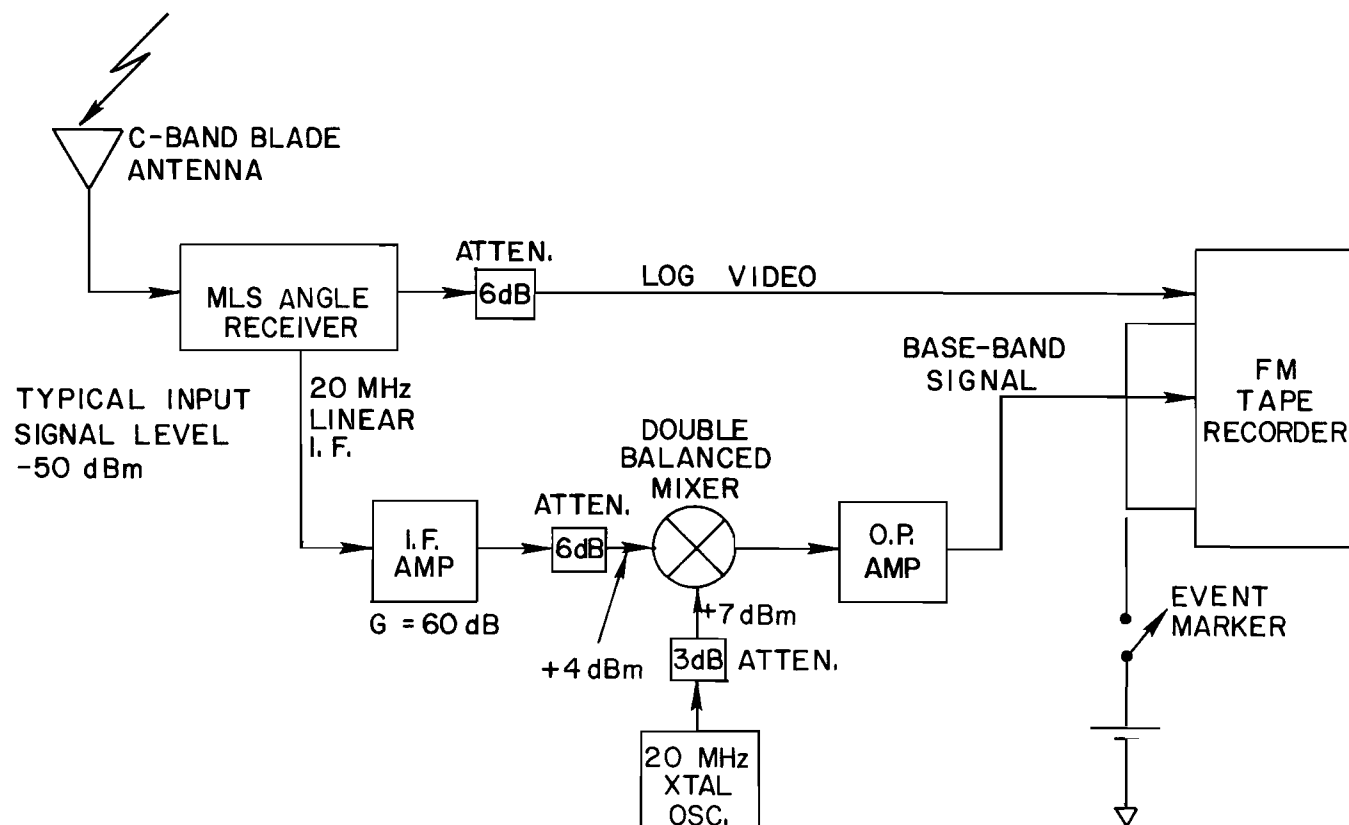 C-BAND BLADE
ANTENNA
MLS ANGLE
RECEIVER
ATTEN.
6dB
LOG VIDEO
BASE-BAND
SIGNAL
FM
TAPE
RECORDER
TYPICAL INPUT
SIGNAL LEVEL
-50 dBm
20 MHz
LINEAR
I.F.
I.F.
AMP
G = 60 dB
ATTEN.
6dB
+4 dBm
DOUBLE
BALANCED
MIXER
+7 dBm
3dB
ATTEN.
20 MHz
XTAL
OSC.
O.P.
AMP
EVENT
MARKER